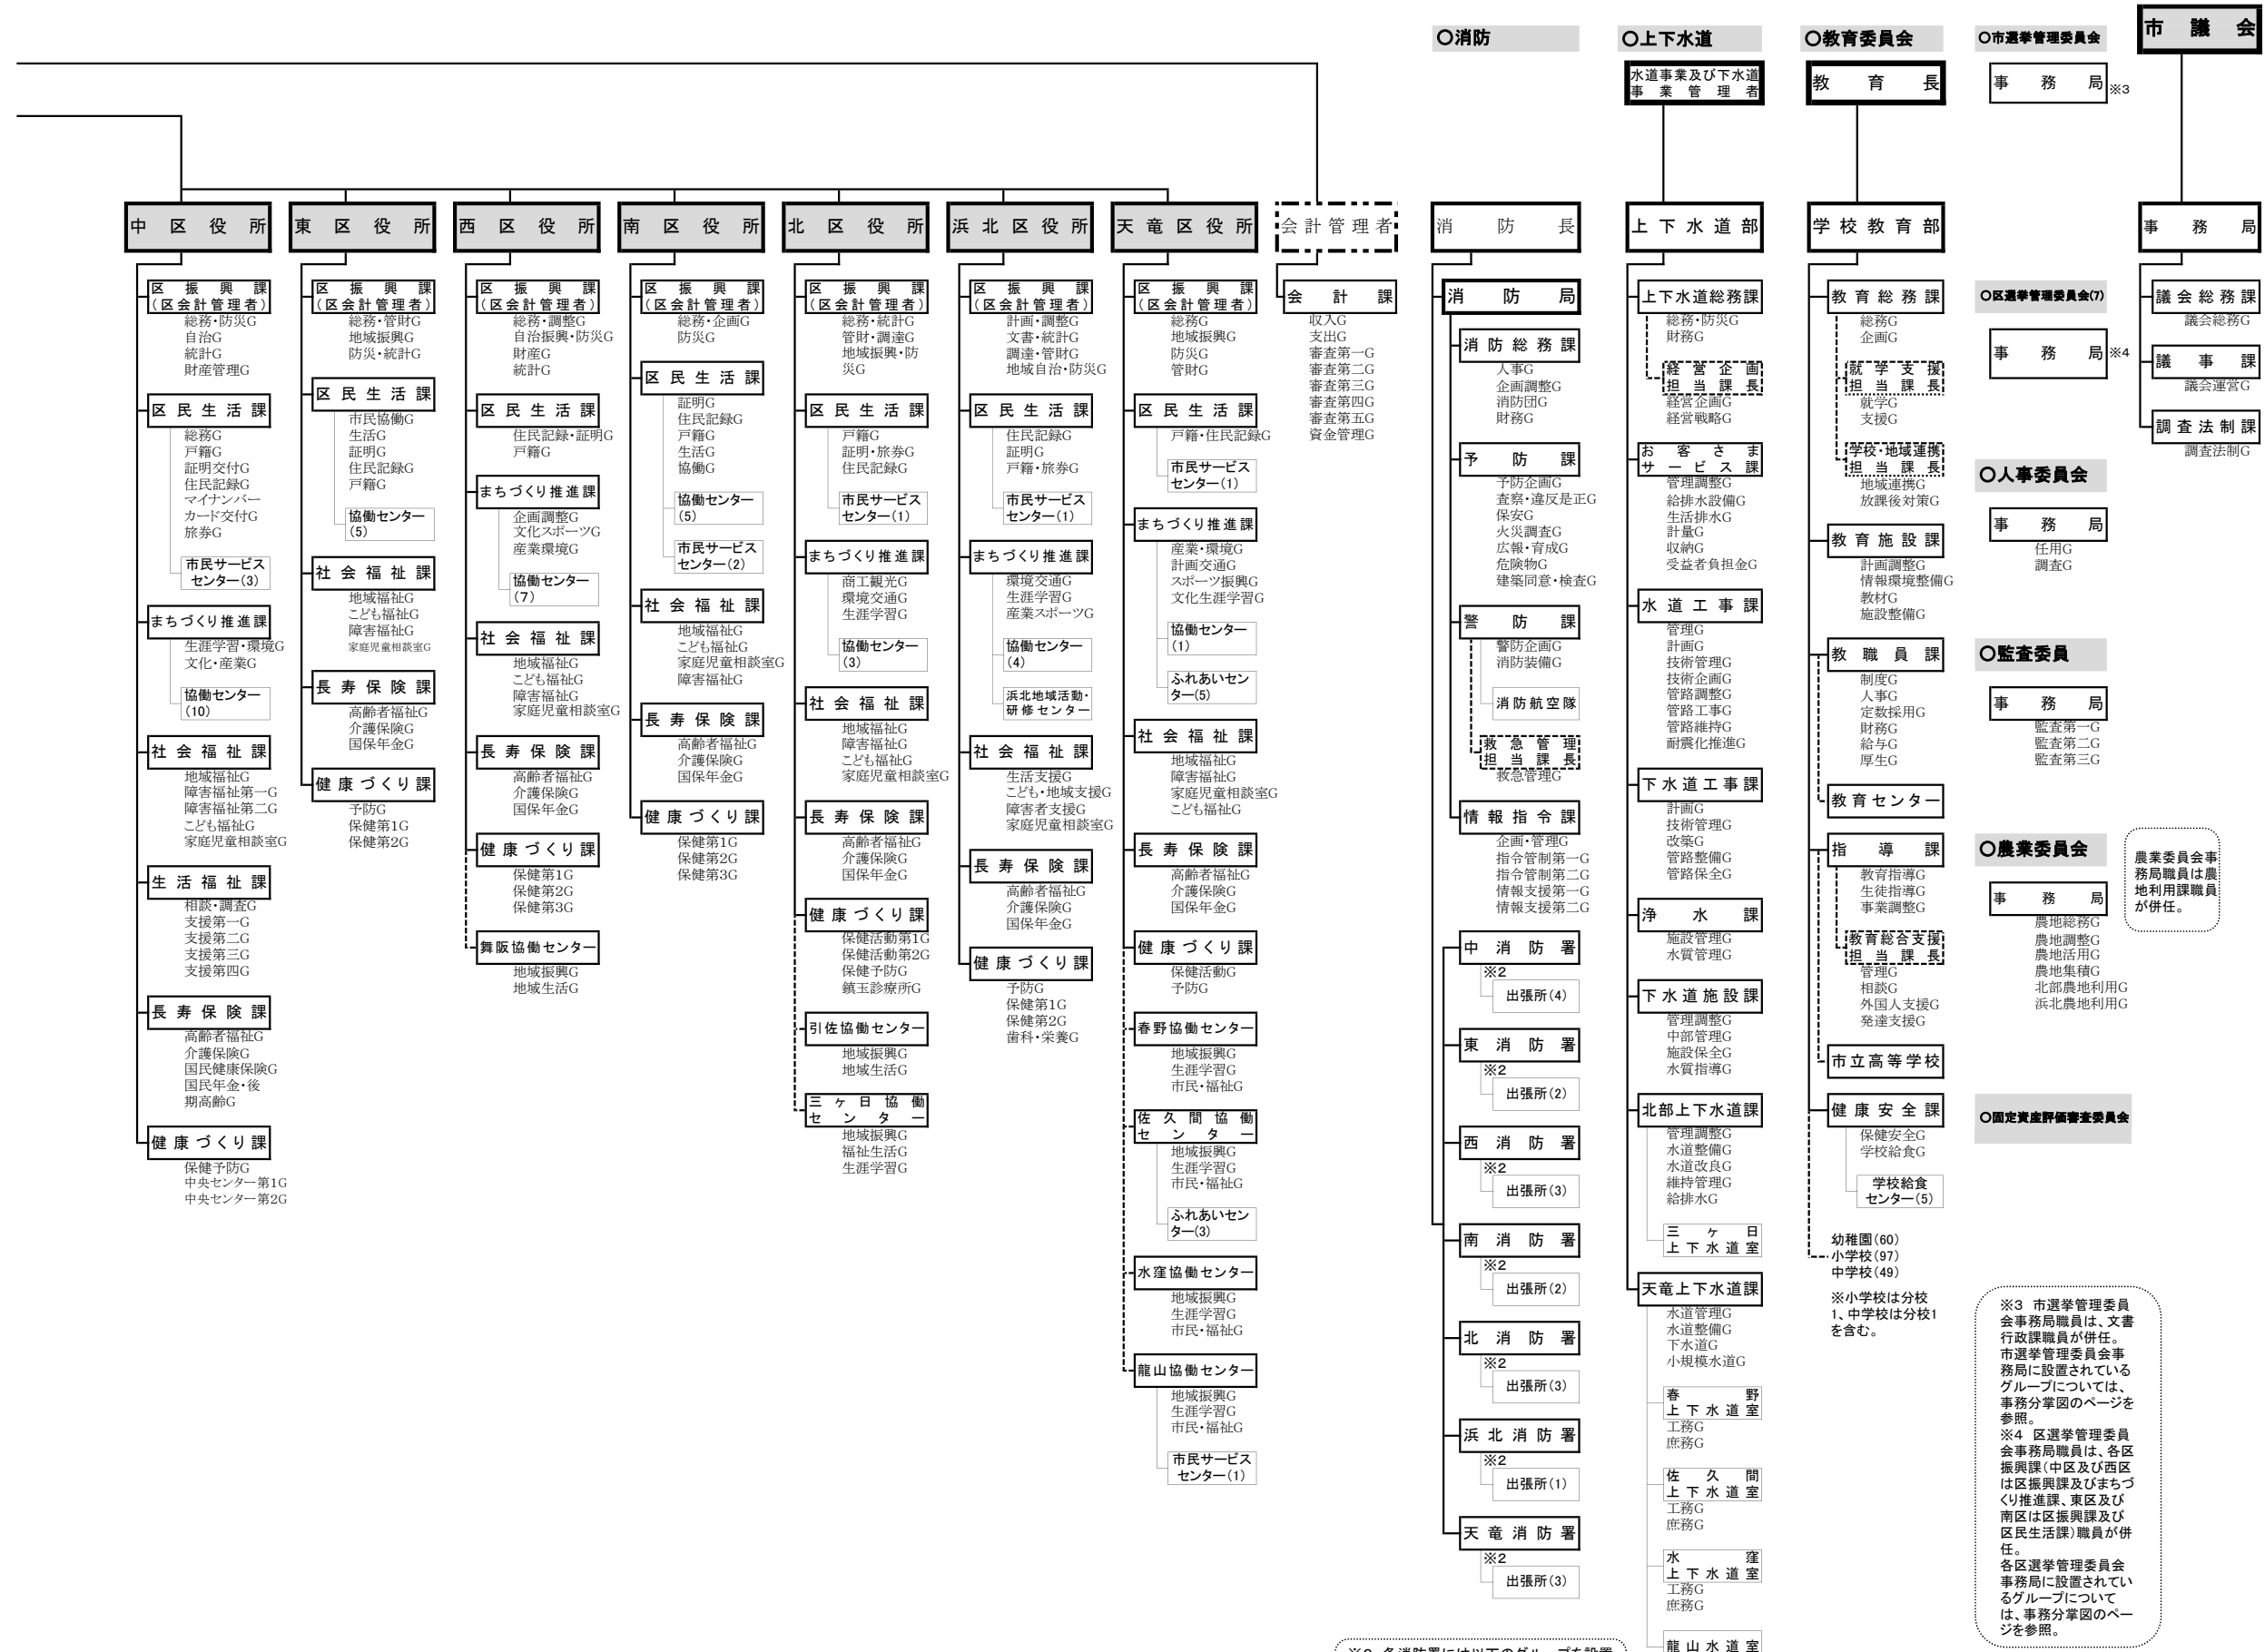 市議会
○消防
○上下水道
○教育委員会
○市選挙管理委員会
水道事業及び下水道
事業管理者
教育長
事務局
※3
中区役所
区振興課
(区会計管理者)
総務・防災G
自治G
統計G
財産管理G
区民生活課
総務G
戸籍G
証明交付G
住民記録G
マイナンバー
カード交付G
旅券G
市民サービス
センター(3)
まちづくり推進課
生涯学習・環境G
文化・産業G
協働センター
(10)
社会福祉課
地域福祉G
障害福祉第一G
障害福祉第二G
こども福祉G
家庭児童相談室G
生活福祉課
相談・調査G
支援第一G
支援第二G
支援第三G
支援第四G
長寿保険課
高齢者福祉G
介護保険G
国民健康保険G
国民年金・後
期高齢G
健康づくり課
保健予防G
中央センター第1G
中央センター第2G
東区役所
区振興課
(区会計管理者)
総務・管財G
地域振興G
防災・統計G
区民生活課
市民協働G
生活G
証明G
住民記録G
戸籍G
協働センター
(5)
社会福祉課
地域福祉G
こども福祉G
障害福祉G
家庭児童相談室G
長寿保険課
高齢者福祉G
介護保険G
国保年金G
健康づくり課
予防G
保健第1G
保健第2G
西区役所
区振興課
(区会計管理者)
総務・調整G
自治振興・防災G
財産G
統計G
区民生活課
住民記録・証明G
戸籍G
まちづくり推進課
企画調整G
文化スポーツG
産業環境G
協働センター
(7)
社会福祉課
地域福祉G
こども福祉G
障害福祉G
家庭児童相談室G
長寿保険課
高齢者福祉G
介護保険G
国保年金G
健康づくり課
保健第1G
保健第2G
保健第3G
舞阪協働センター
地域振興G
地域生活G
南区役所
区振興課
(区会計管理者)
総務・企画G
防災G
区民生活課
証明G
住民記録G
戸籍G
生活G
協働G
協働センター
(5)
市民サービス
センター(2)
社会福祉課
地域福祉G
こども福祉G
家庭児童相談室G
障害福祉G
長寿保険課
高齢者福祉G
介護保険G
国保年金G
健康づくり課
保健第1G
保健第2G
保健第3G
北区役所
区振興課
(区会計管理者)
総務・統計G
管財・調達G
地域振興・防
災G
区民生活課
戸籍G
証明・旅券G
住民記録G
市民サービス
センター(1)
まちづくり推進課
商工観光G
環境交通G
生涯学習G
協働センター
(3)
社会福祉課
地域福祉G
障害福祉G
こども福祉G
家庭児童相談室G
長寿保険課
高齢者福祉G
介護保険G
国保年金G
健康づくり課
保健活動第1G
保健活動第2G
保健予防G
鎮玉診療所G
引佐協働センター
地域振興G
地域生活G
三ヶ日協働
センター
地域振興G
福祉生活G
生涯学習G
浜北区役所
区振興課
(区会計管理者)
計画・調整G
文書・統計G
調達・管財G
地域自治・防災G
区民生活課
住民記録G
証明G
戸籍・旅券G
市民サービス
センター(1)
まちづくり推進課
環境交通G
生涯学習G
産業スポーツG
協働センター
(4)
浜北地域活動・
研修センター
社会福祉課
生活支援G
こども・地域支援G
障害者支援G
家庭児童相談室G
長寿保険課
高齢者福祉G
介護保険G
国保年金G
健康づくり課
予防G
保健第1G
保健第2G
歯科・栄養G
天竜区役所
区振興課
(区会計管理者)
総務G
地域振興G
防災G
管財G
区民生活課
戸籍・住民記録G
市民サービス
センター(1)
まちづくり推進課
産業・環境G
計画交通G
スポーツ振興G
文化生涯学習G
協働センター
(1)
ふれあいセン
ター(5)
社会福祉課
地域福祉G
障害福祉G
家庭児童相談室G
こども福祉G
長寿保険課
高齢者福祉G
介護保険G
国保年金G
健康づくり課
保健活動G
予防G
春野協働センター
地域振興G
生涯学習G
市民・福祉G
佐久間協働
センター
地域振興G
生涯学習G
市民・福祉G
ふれあいセン
ター(3)
水窪協働センター
地域振興G
生涯学習G
市民・福祉G
龍山協働センター
地域振興G
生涯学習G
市民・福祉G
市民サービス
センター(1)
会計管理者
会計課
収入G
支出G
審査第一G
審査第二G
審査第三G
審査第四G
審査第五G
資金管理G
消防長
消防局
消防総務課
人事G
企画調整G
消防団G
財務G
予防課
予防企画G
査察・違反是正G
保安G
火災調査G
広報・育成G
危険物G
建築同意・検査G
警防課
警防企画G
消防装備G
消防航空隊
救急管理
担当課長
救急管理G
情報指令課
企画・管理G
指令管制第一G
指令管制第二G
情報支援第一G
情報支援第二G
中消防署
※2
出張所(4)
東消防署
※2
出張所(2)
西消防署
※2
出張所(3)
南消防署
※2
出張所(2)
北消防署
※2
出張所(3)
浜北消防署
※2
出張所(1)
天竜消防署
※2
出張所(3)
上下水道部
上下水道総務課
総務・防災G
財務G
経営企画
担当課長
経営企画G
経営戦略G
お客さま
サービス課
管理調整G
給排水設備G
生活排水G
計量G
収納G
受益者負担金G
水道工事課
管理G
計画G
技術管理G
技術企画G
管路調整G
管路工事G
管路維持G
耐震化推進G
下水道工事課
計画G
技術管理G
改築G
管路整備G
管路保全G
浄水課
施設管理G
水質管理G
下水道施設課
管理調整G
中部管理G
施設保全G
水質指導G
北部上下水道課
管理調整G
水道整備G
水道改良G
維持管理G
給排水G
三ヶ日
上下水道室
天竜上下水道課
水道管理G
水道整備G
下水道G
小規模水道G
春野
上下水道室
工務G
庶務G
佐久間
上下水道室
工務G
庶務G
水窪
上下水道室
工務G
庶務G
龍山水道室
学校教育部
教育総務課
総務G
企画G
就学支援
担当課長
就学G
支援G
学校・地域連携
担当課長
地域連携G
放課後対策G
教育施設課
計画調整G
情報環境整備G
教材G
施設整備G
教職員課
制度G
人事G
定数採用G
財務G
給与G
厚生G
教育センター
指導課
教育指導G
生徒指導G
事業調整G
教育総合支援
担当課長
管理G
相談G
外国人支援G
発達支援G
市立高等学校
健康安全課
保健安全G
学校給食G
学校給食
センター(5)
幼稚園(60)
小学校(97)
中学校(49)
※小学校は分校
1、中学校は分校1
を含む。
○区選挙管理委員会(7)
事務局
※4
○人事委員会
事務局
任用G
調査G
○監査委員
事務局
監査第一G
監査第二G
監査第三G
○農業委員会
事務局
農地総務G
農地調整G
農地活用G
農地集積G
北部農地利用G
浜北農地利用G
農業委員会事
務局職員は農
地利用課職員
が併任。
○固定資産評価審査委員会
事務局
議会総務課
議会総務G
議事課
議会運営G
調査法制課
調査法制G
※3 市選挙管理委員
会事務局職員は、文書
行政課職員が併任。
市選挙管理委員会事
務局に設置されている
グループについては、
事務分掌図のページを
参照。
※4 区選挙管理委員
会事務局職員は、各区
振興課(中区及び西区
は区振興課及びまちづ
くり推進課、東区及び
南区は区振興課及び
区民生活課)職員が併
任。
各区選挙管理委員会
事務局に設置されてい
るグループについて
は、事務分掌図のペー
ジを参照。